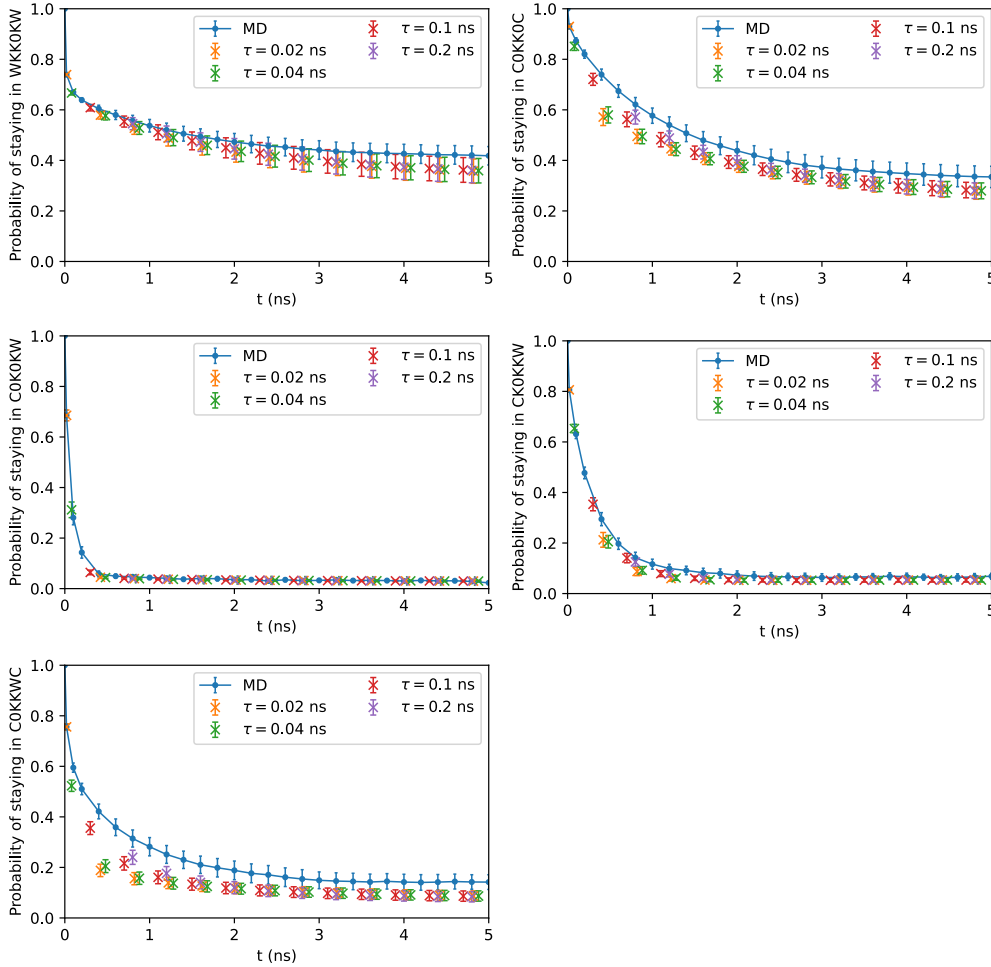 Probability of staying in WKK0KW
1.0
0.8
0.6
0.4
0.2
0.0
0 1 2 3 4 5
t (ns)
MD
τ = 0.02 ns
τ = 0.04 ns
τ = 0.1 ns
τ = 0.2 ns
Probability of staying in C0KK0C
1.0
0.8
0.6
0.4
0.2
0.0
0 1 2 3 4 5
t (ns)
MD
τ = 0.02 ns
τ = 0.04 ns
τ = 0.1 ns
τ = 0.2 ns
Probability of staying in C0K0KW
1.0
0.8
0.6
0.4
0.2
0.0
0 1 2 3 4 5
t (ns)
MD
τ = 0.02 ns
τ = 0.04 ns
τ = 0.1 ns
τ = 0.2 ns
Probability of staying in CK0KKW
1.0
0.8
0.6
0.4
0.2
0.0
0 1 2 3 4 5
t (ns)
MD
τ = 0.02 ns
τ = 0.04 ns
τ = 0.1 ns
τ = 0.2 ns
Probability of staying in C0KKWC
1.0
0.8
0.6
0.4
0.2
0.0
0 1 2 3 4 5
t (ns)
MD
τ = 0.02 ns
τ = 0.04 ns
τ = 0.1 ns
τ = 0.2 ns